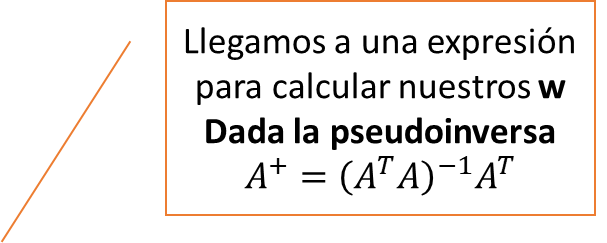 Llegamos a una expresión
para calcular nuestros w
Dada la pseudoinversa
𝐴⁺ = (𝐴ᵀ𝐴)⁻¹𝐴ᵀ